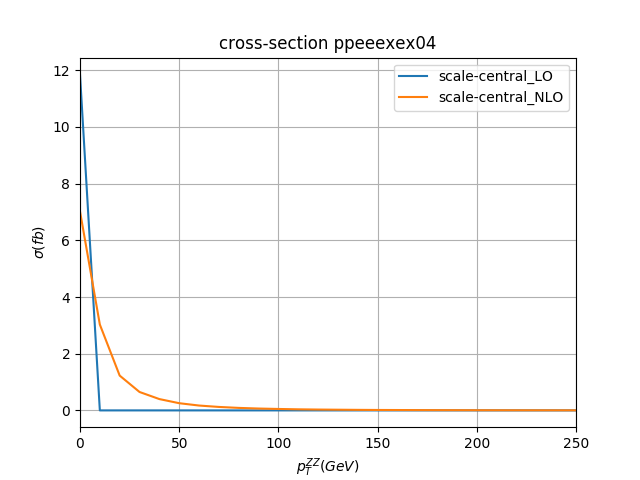 cross-section ppeeexex04
scale-central_LO
scale-central_NLO
σ(fb)
12
10
8
6
4
2
0
0 50 100 150 200 250
p_T^{ZZ}(GeV)